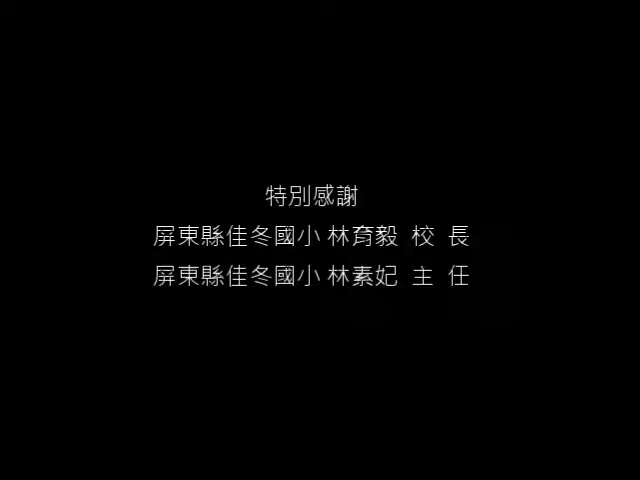 特別感謝
屏東縣佳冬國小 林育毅 校 長
屏東縣佳冬國小 林素妃 主 任